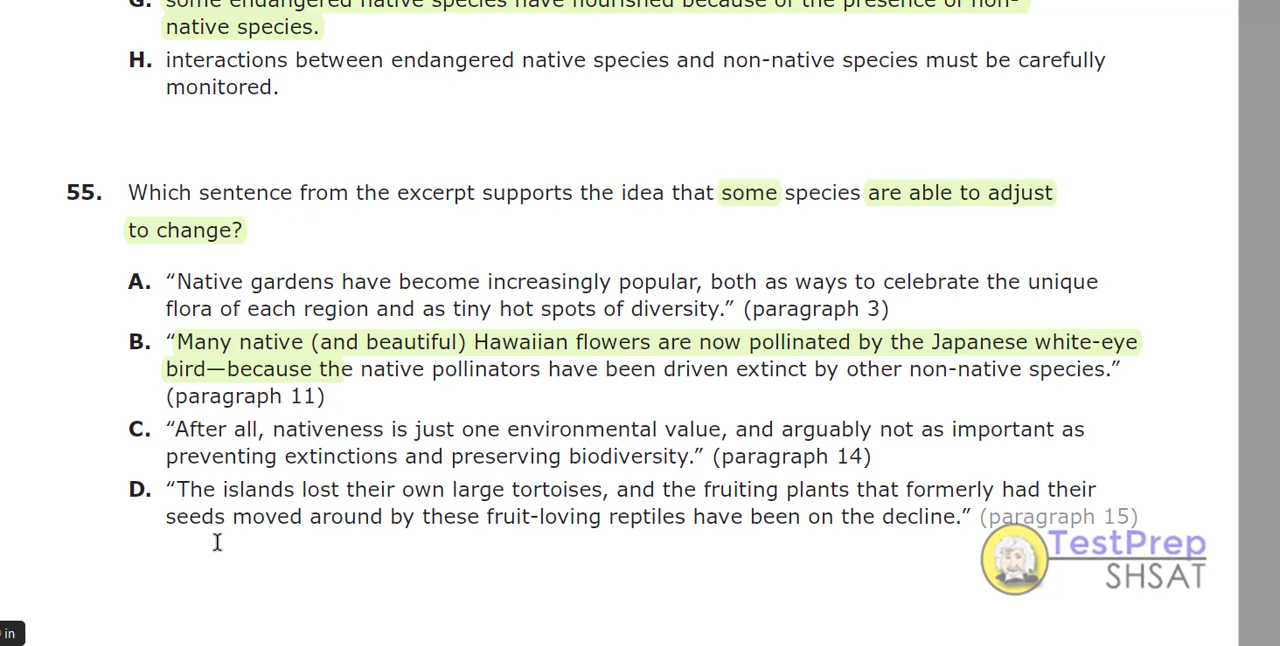 G. some endangered native species have flourished because of the presence of non-
native species.
H. interactions between endangered native species and non-native species must be carefully
monitored.
55. Which sentence from the excerpt supports the idea that some species are able to adjust
to change?
A. “Native gardens have become increasingly popular, both as ways to celebrate the unique
flora of each region and as tiny hot spots of diversity.” (paragraph 3)
B. “Many native (and beautiful) Hawaiian flowers are now pollinated by the Japanese white-eye
bird—because the native pollinators have been driven extinct by other non-native species.”
(paragraph 11)
C. “After all, nativeness is just one environmental value, and arguably not as important as
preventing extinctions and preserving biodiversity.” (paragraph 14)
D. “The islands lost their own large tortoises, and the fruiting plants that formerly had their
seeds moved around by these fruit-loving reptiles have been on the decline.” (paragraph 15)
TestPrep
SHSAT
in